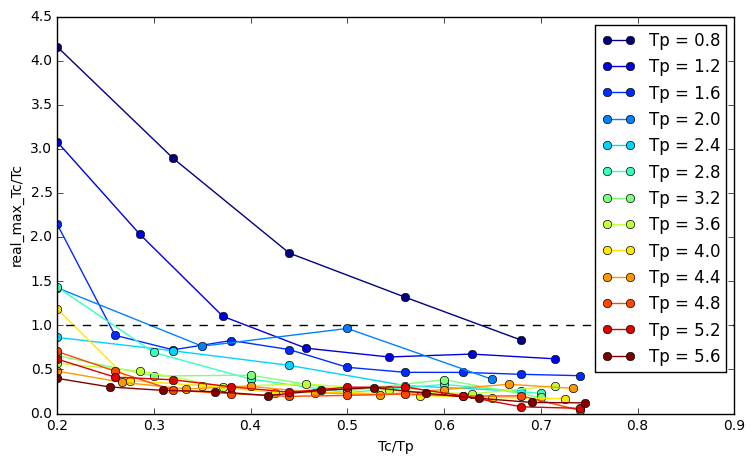 4.5
4.0
3.5
3.0
2.5
2.0
1.5
1.0
0.5
0.0
real_max_Tc/Tc
0.2 0.3 0.4 0.5 0.6 0.7 0.8 0.9
Tc/Tp
Tp = 0.8
Tp = 1.2
Tp = 1.6
Tp = 2.0
Tp = 2.4
Tp = 2.8
Tp = 3.2
Tp = 3.6
Tp = 4.0
Tp = 4.4
Tp = 4.8
Tp = 5.2
Tp = 5.6